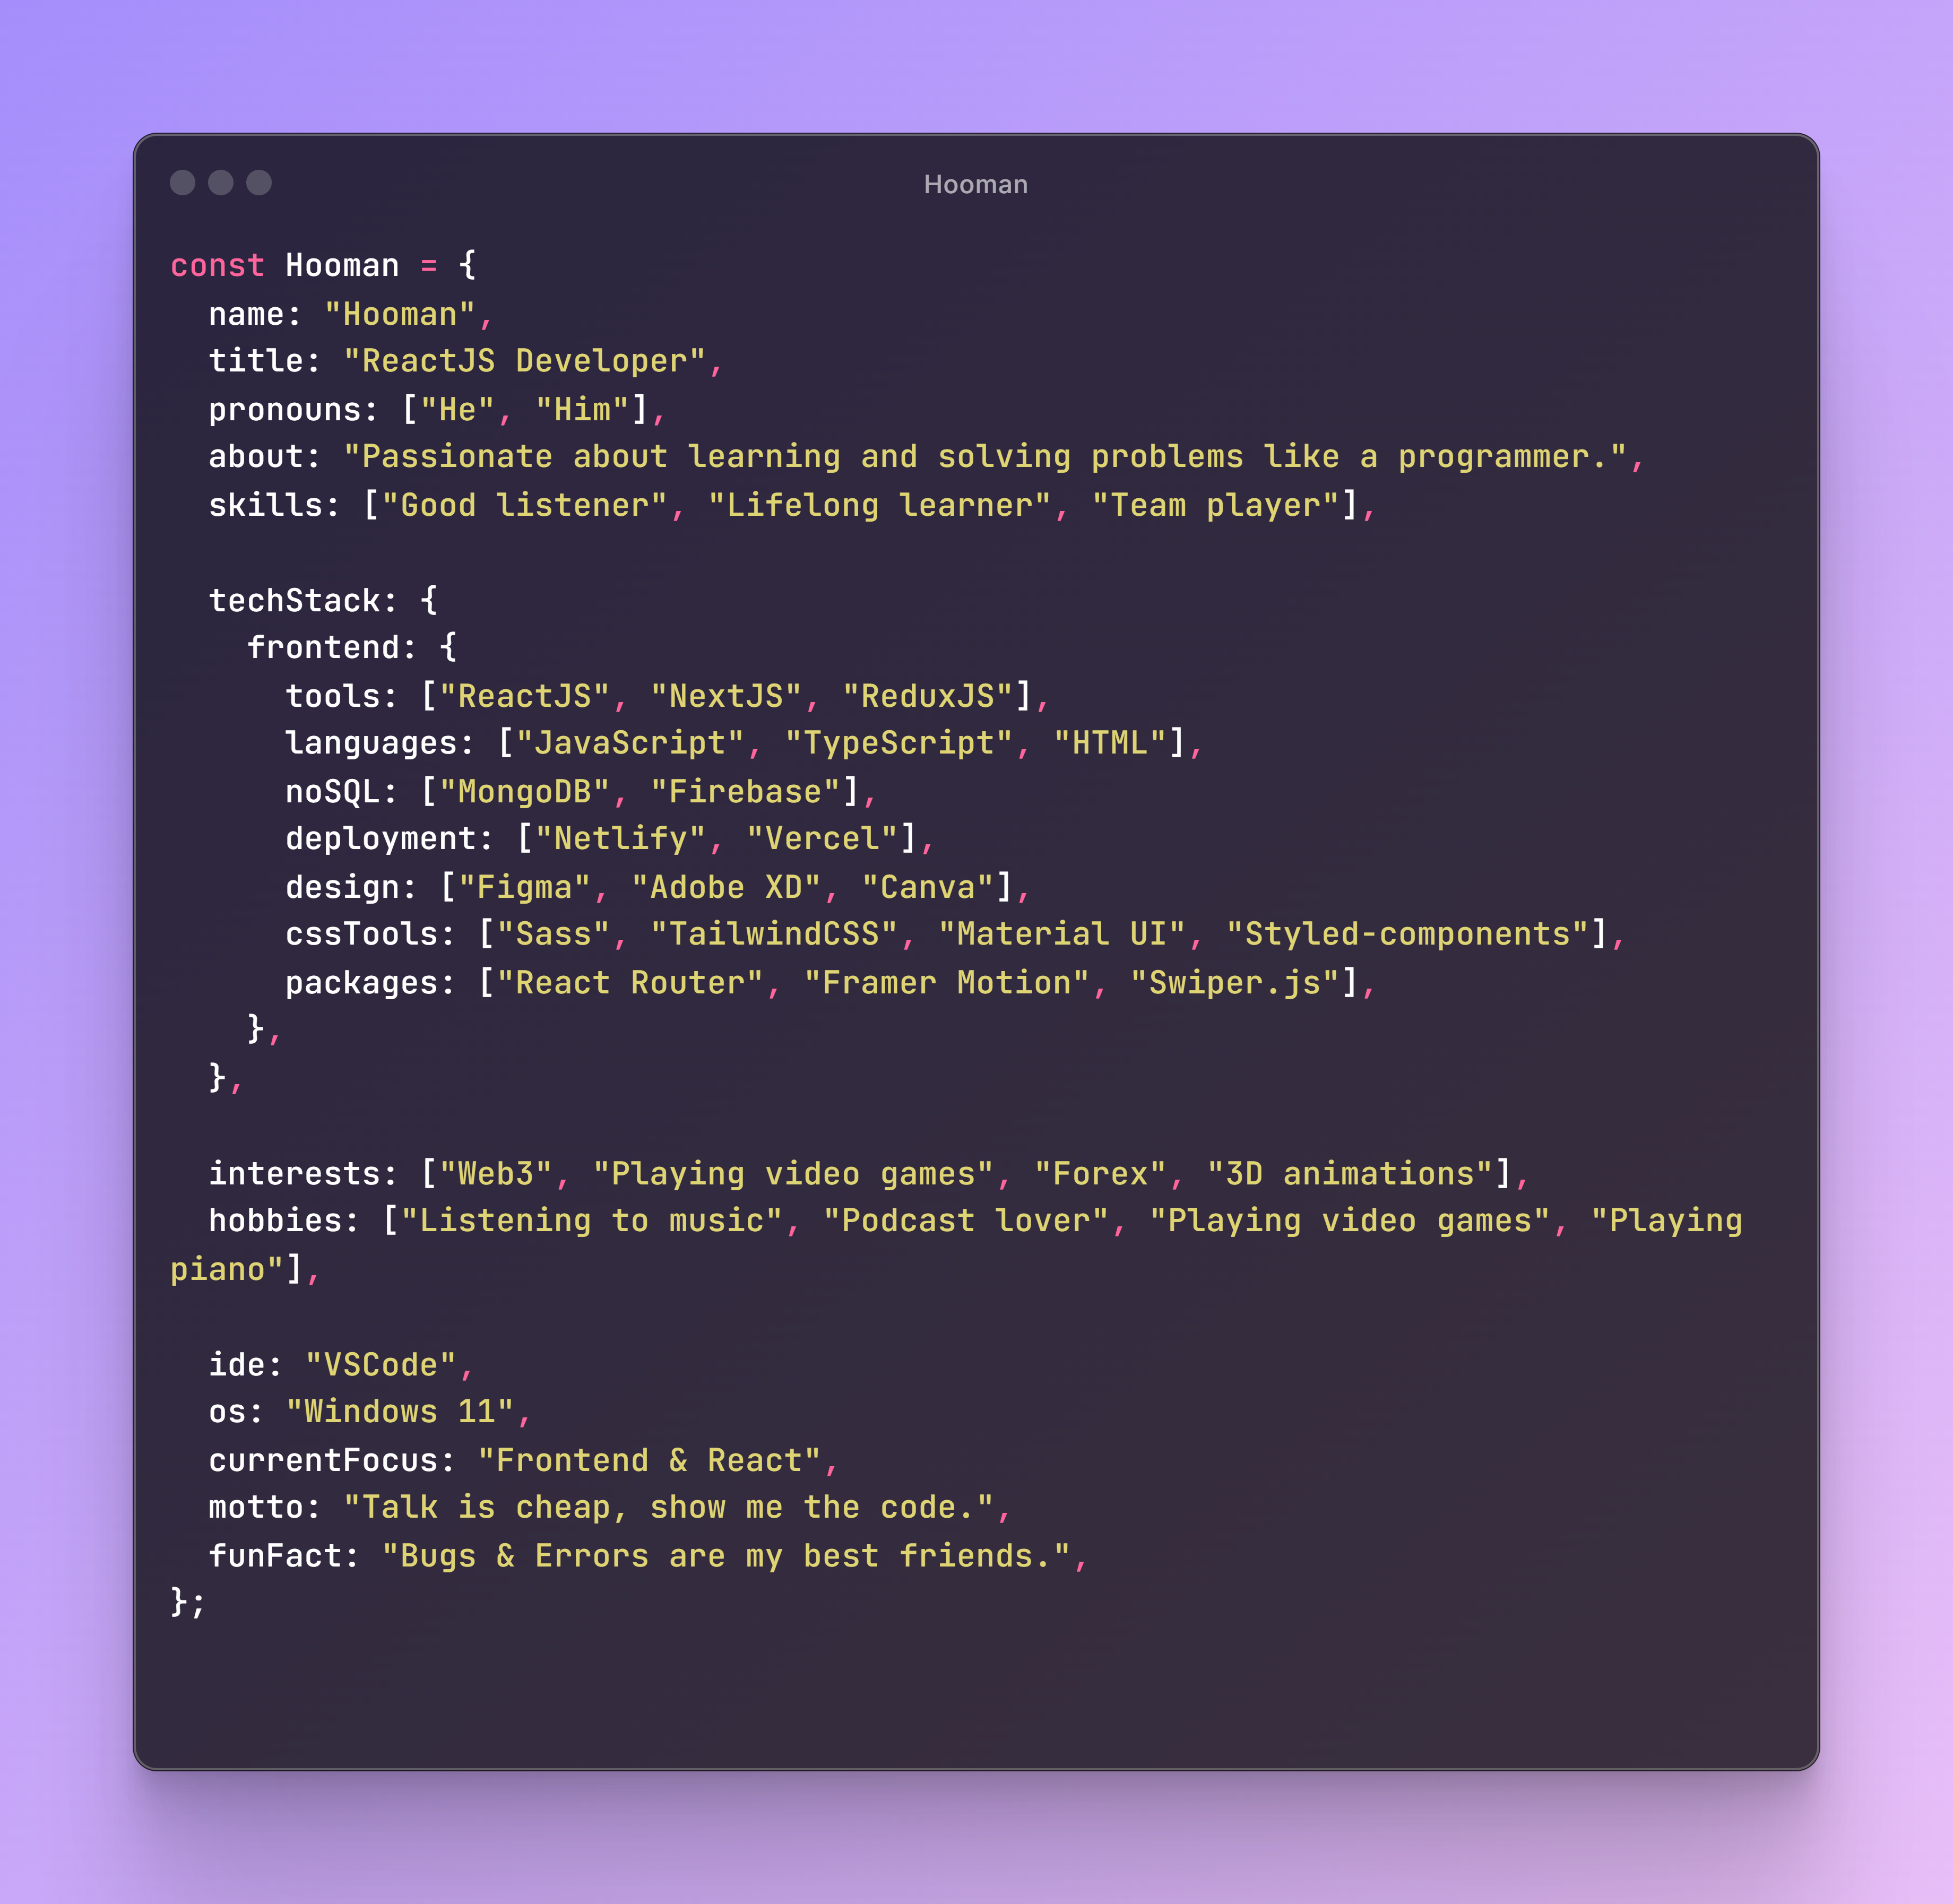 Hooman
const Hooman = {
  name: "Hooman",
  title: "ReactJS Developer",
  pronouns: ["He", "Him"],
  about: "Passionate about learning and solving problems like a programmer.",
  skills: ["Good listener", "Lifelong learner", "Team player"],

  techStack: {
    frontend: {
      tools: ["ReactJS", "NextJS", "ReduxJS"],
      languages: ["JavaScript", "TypeScript", "HTML"],
      noSQL: ["MongoDB", "Firebase"],
      deployment: ["Netlify", "Vercel"],
      design: ["Figma", "Adobe XD", "Canva"],
      cssTools: ["Sass", "TailwindCSS", "Material UI", "Styled-components"],
      packages: ["React Router", "Framer Motion", "Swiper.js"],
    },
  },

  interests: ["Web3", "Playing video games", "Forex", "3D animations"],
  hobbies: ["Listening to music", "Podcast lover", "Playing video games", "Playing
piano"],

  ide: "VSCode",
  os: "Windows 11",
  currentFocus: "Frontend & React",
  motto: "Talk is cheap, show me the code.",
  funFact: "Bugs & Errors are my best friends.",
};